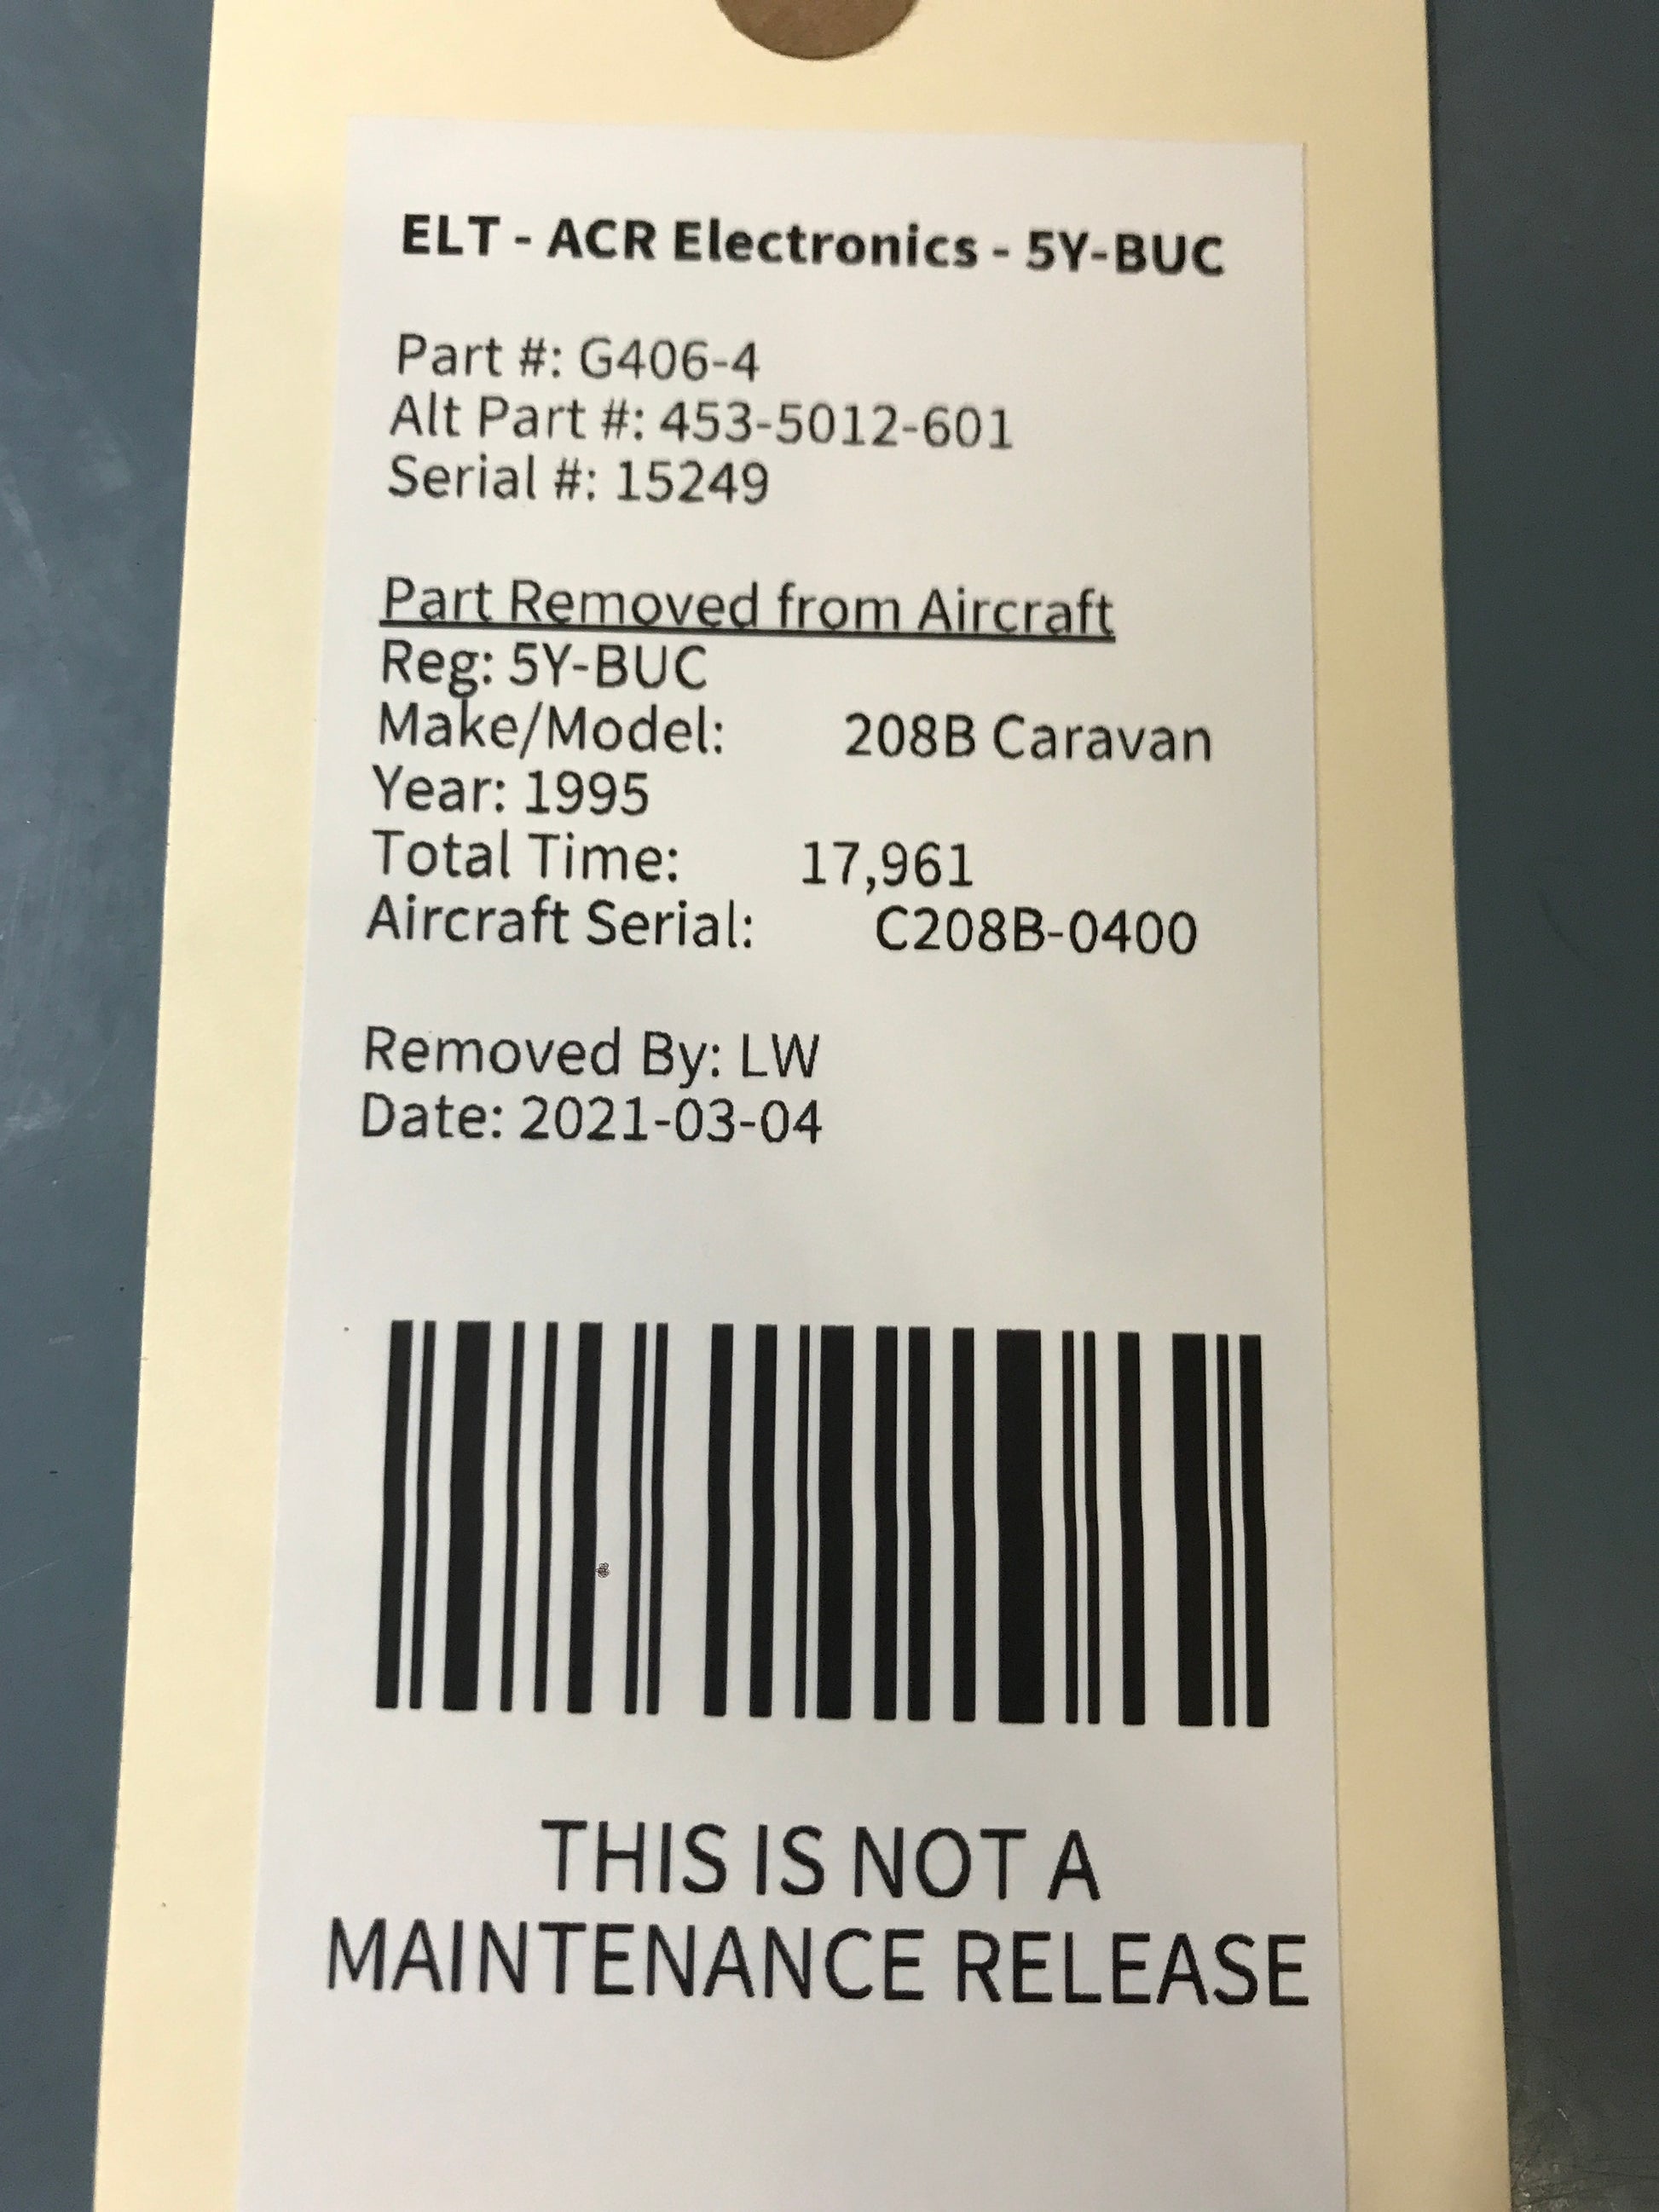 ELT - ACR Electronics - 5Y-BUC
Part #: G406-4
Alt Part #: 453-5012-601
Serial #: 15249
Part Removed from Aircraft
Reg: 5Y-BUC
Make/Model: 208B Caravan
Year: 1995
Total Time: 17,961
Aircraft Serial: C208B-0400
Removed By: LW
Date: 2021-03-04
THIS IS NOT A
MAINTENANCE RELEASE